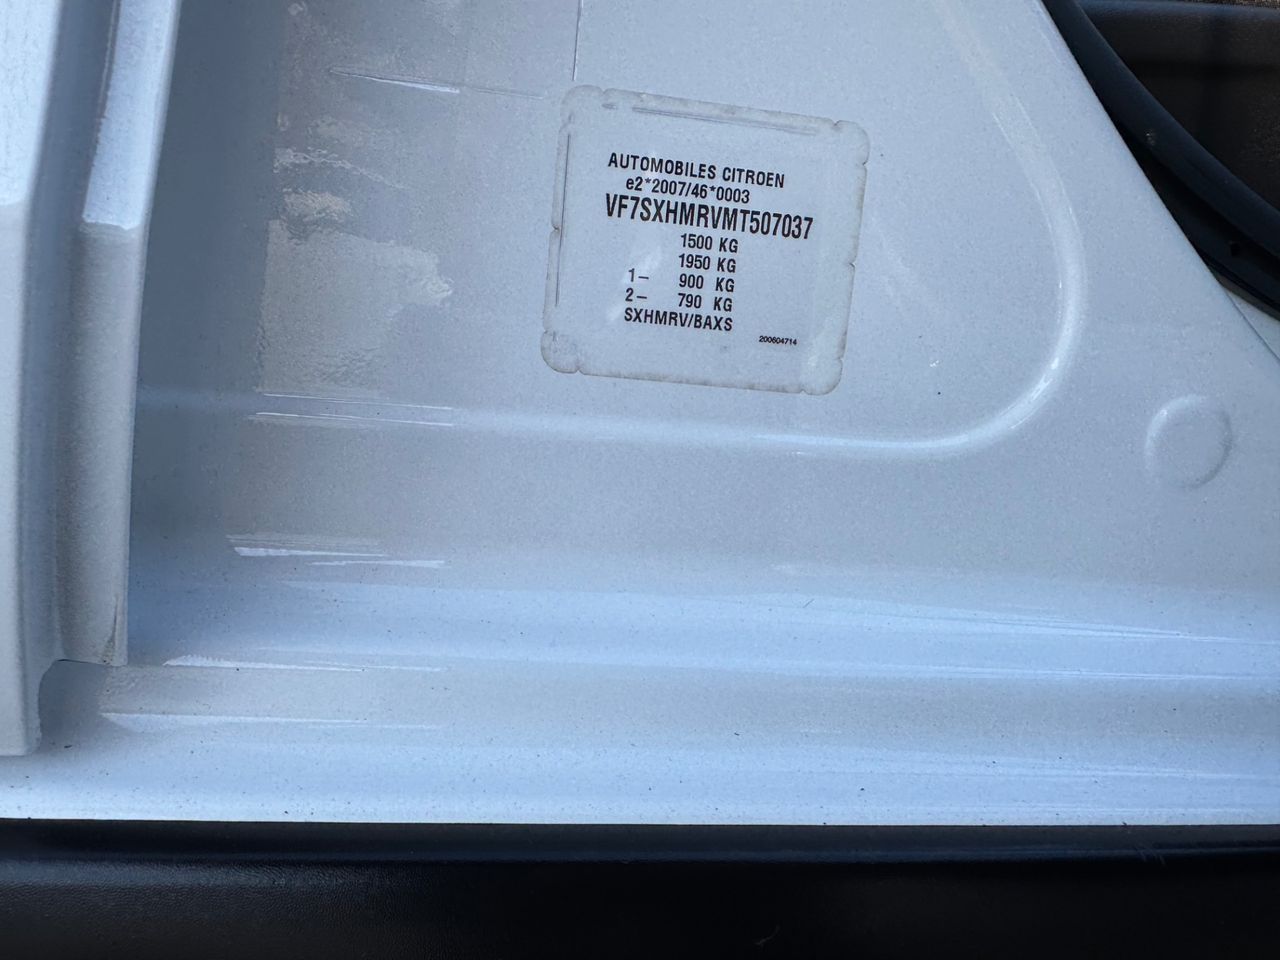 AUTOMOBILES CITROEN
e2*2007/46*0003
VF7SXHMRVMT507037
1500 KG
1950 KG
1- 900 KG
2- 790 KG
SXHMRV/BAXS
200604714